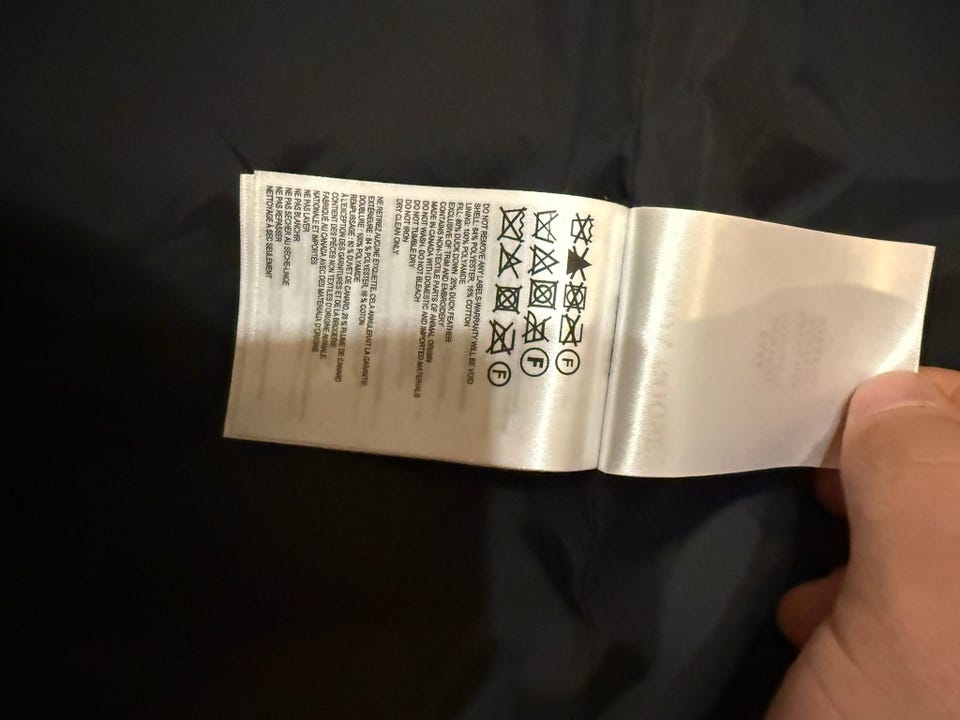 F
F
F
DO NOT REMOVE ANY LABELS-WARRANTY WILL BE VOID
SHELL: 84% POLYESTER, 16% COTTON
LINING: 100% POLYAMIDE
FILL: 80% DUCK DOWN, 20% DUCK FEATHER
EXCLUSIVE OF TRIM AND EMBROIDERY
CONTAINS NON-TEXTILE PARTS OF ANIMAL ORIGIN
MADE IN CANADA WITH DOMESTIC AND IMPORTED MATERIALS
DO NOT WASH, DO NOT BLEACH
DO NOT TUMBLE DRY
DO NOT IRON
DRY CLEAN ONLY
NE RETIREZ AUCUNE ÉTIQUETTE, CELA ANNULERAIT LA GARANTIE
EXTÉRIEURE : 84 % POLYESTER, 16 % COTON
DOUBLURE : 100% POLYAMIDE
REMPLISSAGE : 80 % DUVET DE CANARD, 20 % PLUME DE CANARD
À L'EXCEPTION DES GARNITURES ET DE LA BRODERIE
CONTIENT DES PIÈCES NON TEXTILES D'ORIGINE ANIMALE
FABRIQUÉ AU CANADA AVEC DES MATÉRIAUX D'ORIGINE
NATIONALE ET IMPORTÉS
NE PAS LAVER
NE PAS BLANCHIR
NE PAS SÉCHER AU SÈCHE-LINGE
NE PAS REPASSER
NETTOYAGE À SEC SEULEMENT